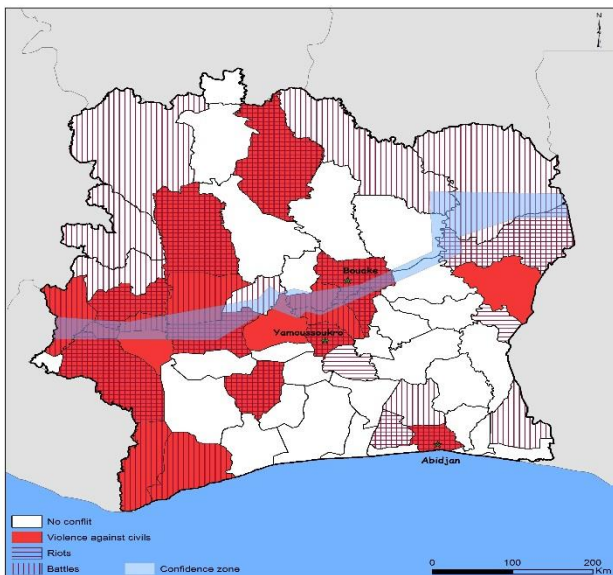 N
Bouake
Yamoussoukro
Abidjan
No conflit
Violence against civils
Riots
Battles
Confidence zone
0 100 200
Km